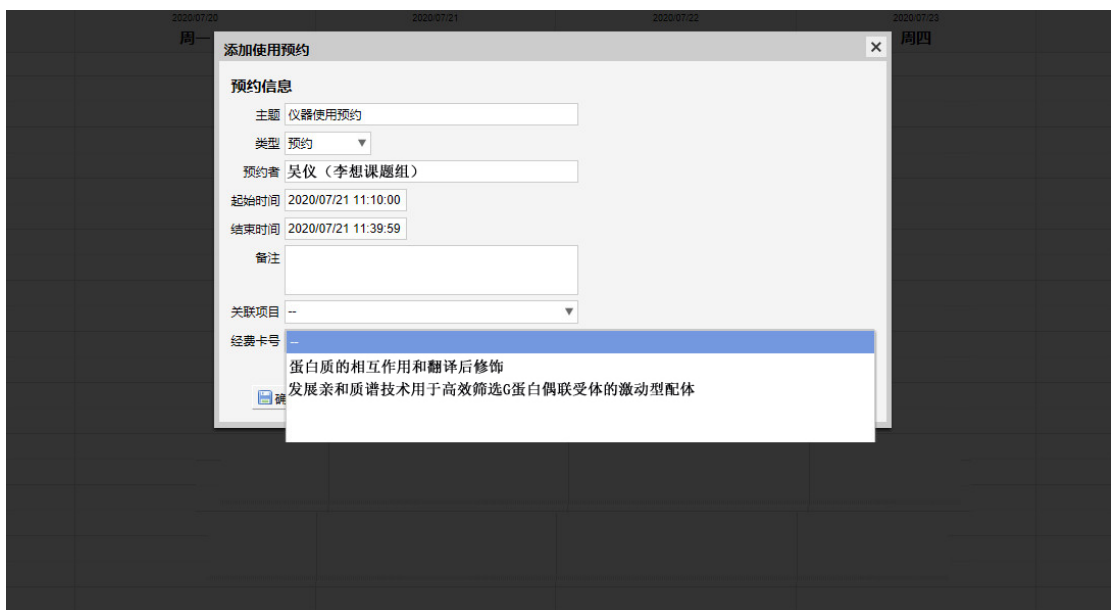 2020/07/20 2020/07/21 2020/07/22 2020/07/23
周一 周四
添加使用预约
预约信息
主题 仪器使用预约
类型 预约
预约者 吴仪（李想课题组）
起始时间 2020/07/21 11:10:00
结束时间 2020/07/21 11:39:59
备注
关联项目 --
经费卡号 --
蛋白质的相互作用和翻译后修饰
发展亲和质谱技术用于高效筛选G蛋白偶联受体的激动型配体
确